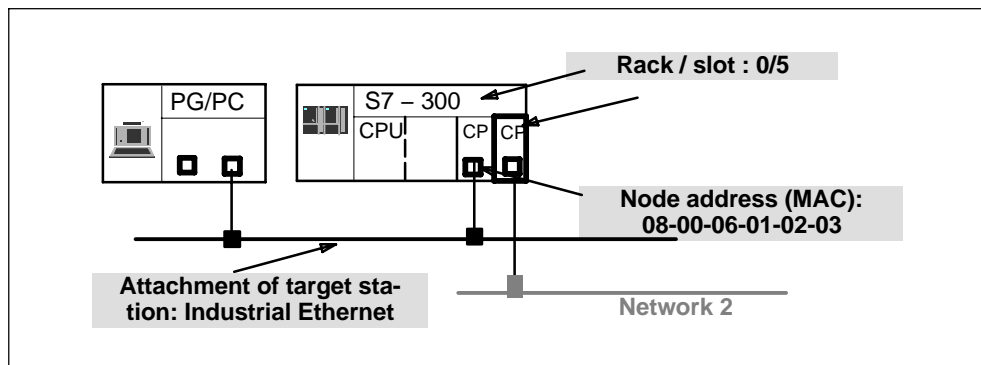 Rack / slot : 0/5
PG/PC
S7 – 300
CPU
CP
CP
Node address (MAC):
08-00-06-01-02-03
Attachment of target sta-
tion: Industrial Ethernet
Network 2